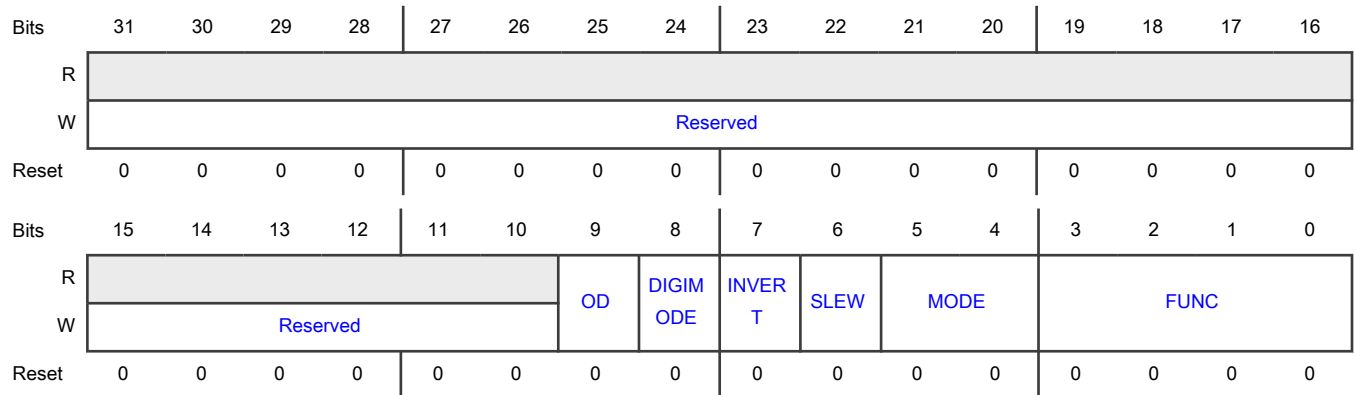 Bits 31 30 29 28 27 26 25 24 23 22 21 20 19 18 17 16
R
W Reserved
Reset 0 0 0 0 0 0 0 0 0 0 0 0 0 0 0 0
Bits 15 14 13 12 11 10 9 8 7 6 5 4 3 2 1 0
R OD DIGIM INVER SLEW MODE FUNC
ODE T
W Reserved
Reset 0 0 0 0 0 0 0 0 0 0 0 0 0 0 0 0